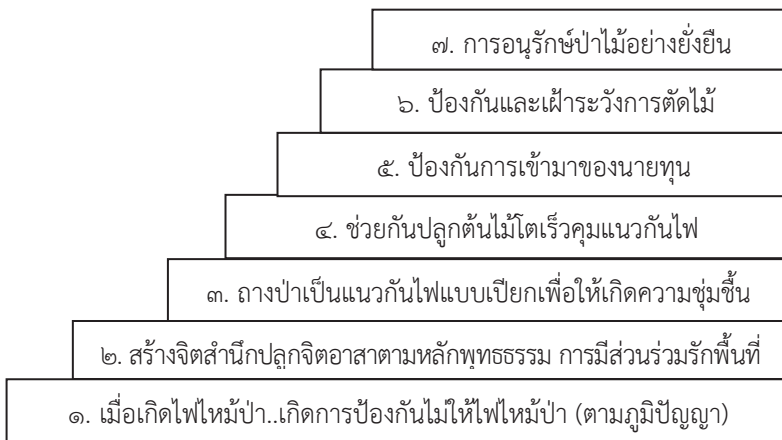 ๗. การอนุรักษ์ป่าไม้อย่างยั่งยืน
๖. ป้องกันและเฝ้าระวังการตัดไม้
๕. ป้องกันการเข้ามาของนายทุน
๔. ช่วยกันปลูกต้นไม้โตเร็วคุมแนวกันไฟ
๓. ถางป่าเป็นแนวกันไฟแบบเปียกเพื่อให้เกิดความชุ่มชื้น
๒. สร้างจิตสำนึกปลูกจิตอาสาตามหลักพุทธธรรม การมีส่วนร่วมรักพื้นที่
๑. เมื่อเกิดไฟไหม้ป่า..เกิดการป้องกันไม่ให้ไฟไหม้ป่า (ตามภูมิปัญญา)